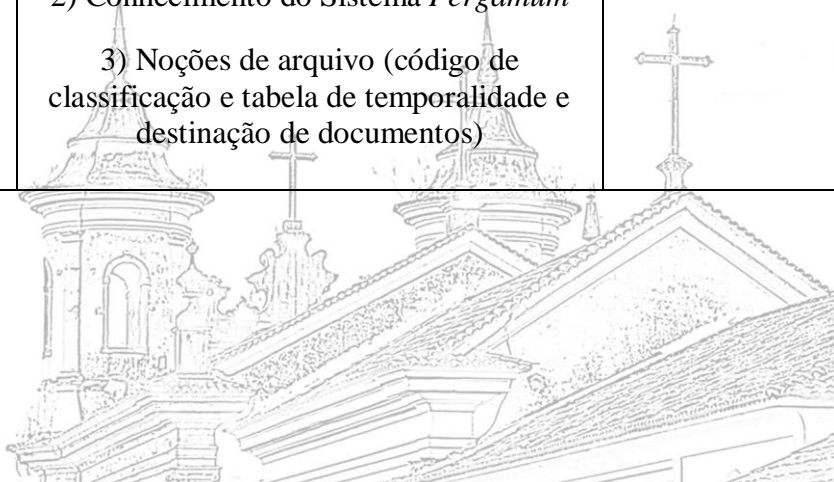 2) Conhecimento do Sistema Pergamum
3) Noções de arquivo (código de
classificação e tabela de temporalidade e
destinação de documentos)